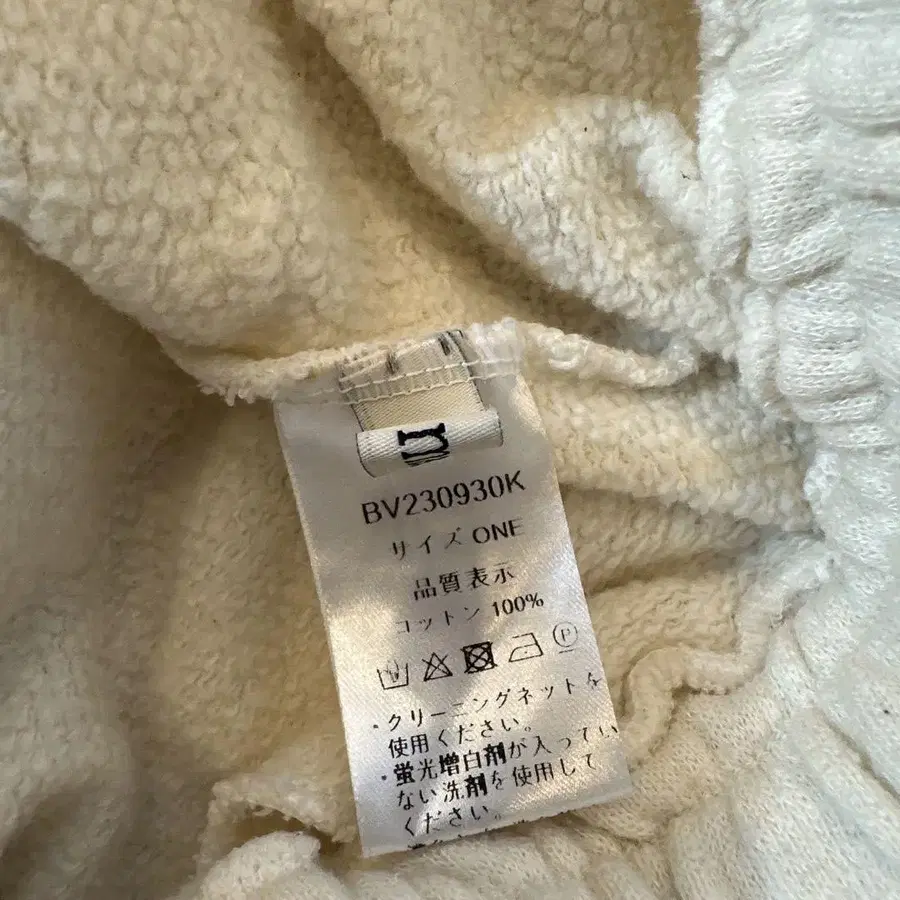 BV230930K
サイズ ONE
品質表示
コットン 100%
P
・クリーニングネットを
使用ください。
・蛍光増白剤が入ってい
ない洗剤を使用して
ください。